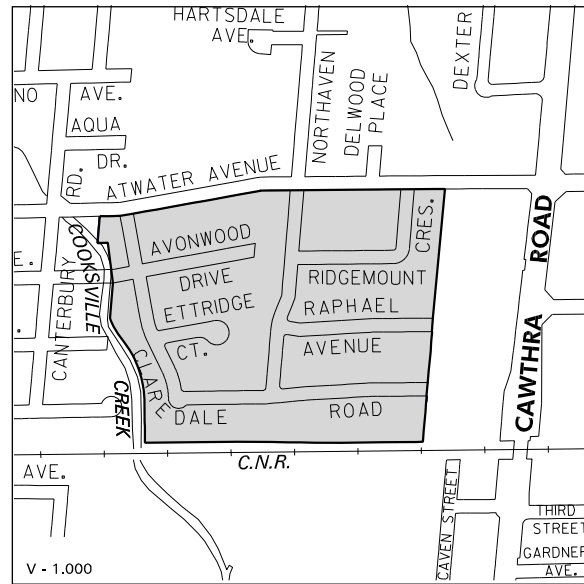 HARTSDALE
AVE.
NORTHAVEN
DELWOOD
PLACE
DEXTER
NO AVE.
AQUA
DR.
RD.
CANTERBURY
ATWATER AVENUE
COOKSVILLE
CREEK
AVONWOOD
DRIVE
ETTRIDGE
CT.
CLARE
CRES.
RIDGEMOUNT
RAPHAEL
AVENUE
DALE ROAD
CAWTHRA ROAD
E.
C.N.R.
AVE.
CAVEN STREET
THIRD
STREET
GARDNER
AVE.
V - 1.000